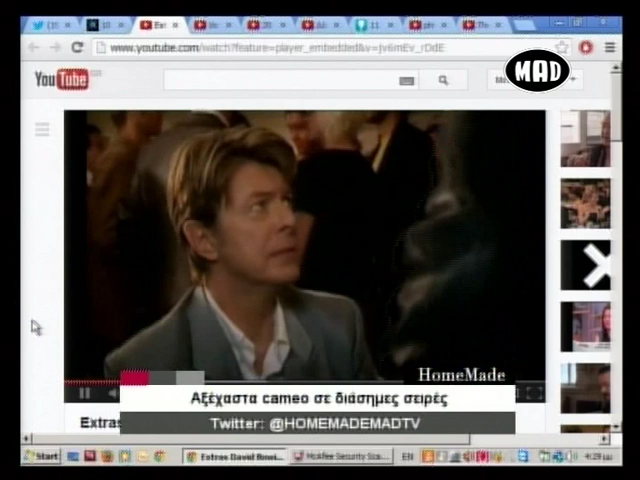 Ext
www.youtube.com/watch?feature=player_embedded&v=jv6mEv_rDdE
YouTube
MAD
HomeMade
Αξέχαστα cameo σε διάσημες σειρές
Extras
Twitter: @HOMEMADEMADTV
Start
Extras David Bowi...
McAfee Security Sca...
EN
4:29 μμ